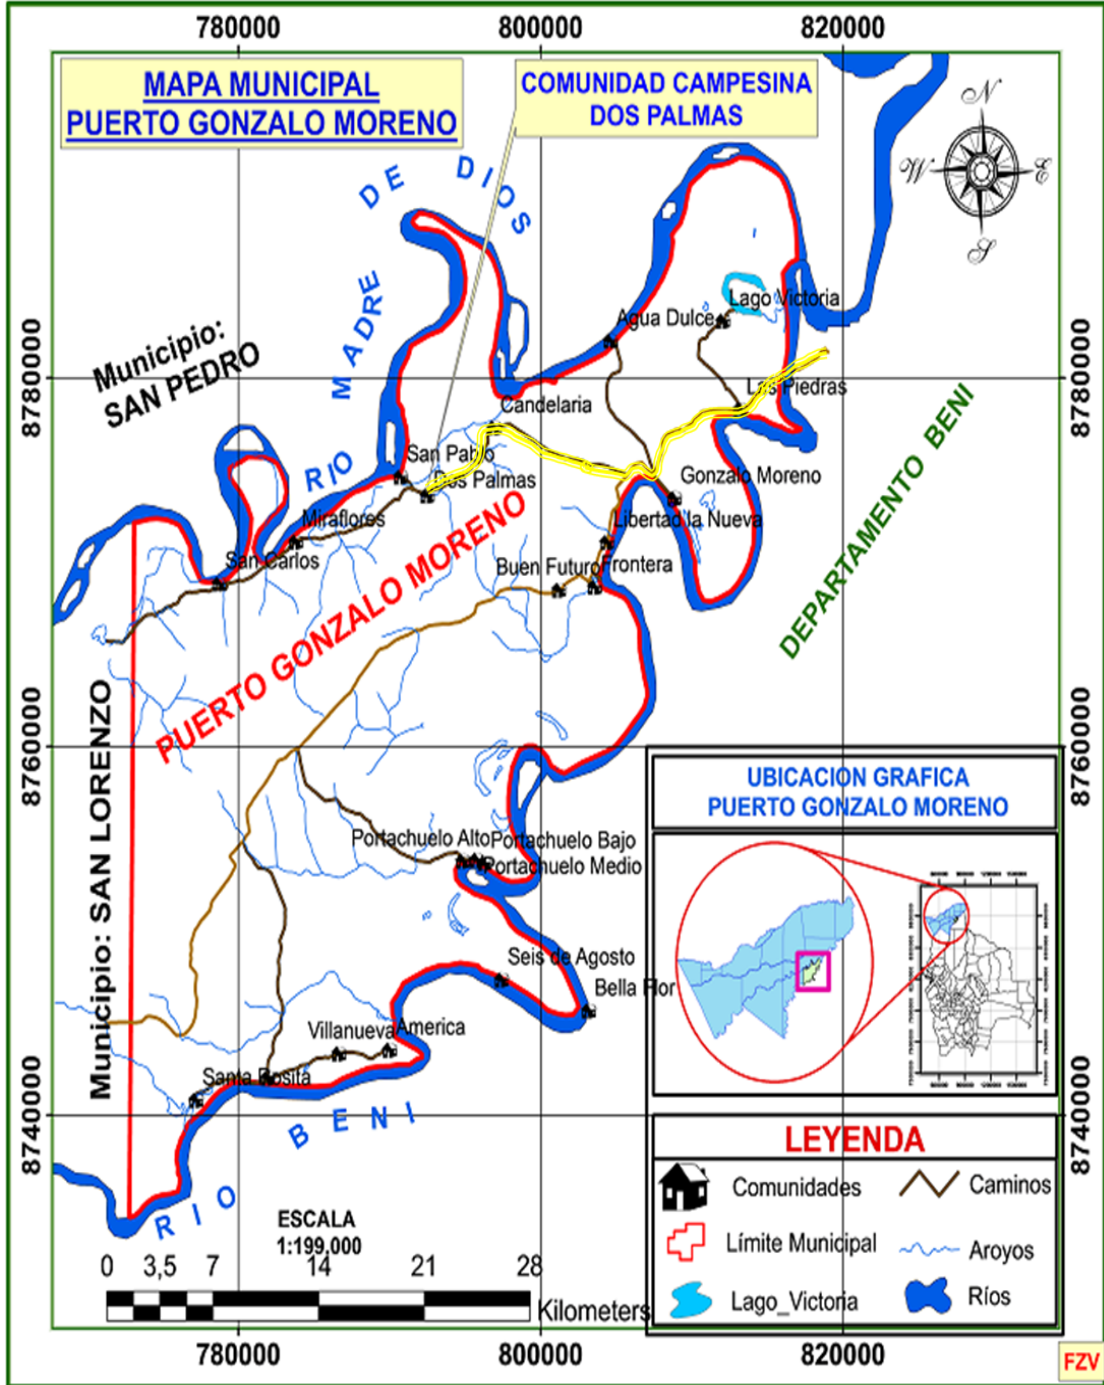 780000
800000
820000
MAPA MUNICIPAL
PUERTO GONZALO MORENO
COMUNIDAD CAMPESINA
DOS PALMAS
N
W
E
S
RIO MADRE DE DIOS
Municipio:
SAN PEDRO
8780000
8780000
Lago Victoria
Agua Dulce
Las Piedras
Candelaria
San Pablo
Dos Palmas
Gonzalo Moreno
Miraflores
Libertad la Nueva
San Carlos
Buen Futuro
Frontera
PUERTO GONZALO MORENO
DEPARTAMENTO BENI
Municipio: SAN LORENZO
8760000
8760000
Portachuelo Alto
Portachuelo Bajo
Portachuelo Medio
Seis de Agosto
Bella Flor
Villanueva
America
Santa Rosita
8740000
8740000
RIO BENI
UBICACION GRAFICA
PUERTO GONZALO MORENO
LEYENDA
Comunidades
Caminos
Límite Municipal
Aroyos
Lago_Victoria
Ríos
ESCALA
1:199,000
0 3,5 7 14 21 28
Kilometers
780000
800000
820000
FZV